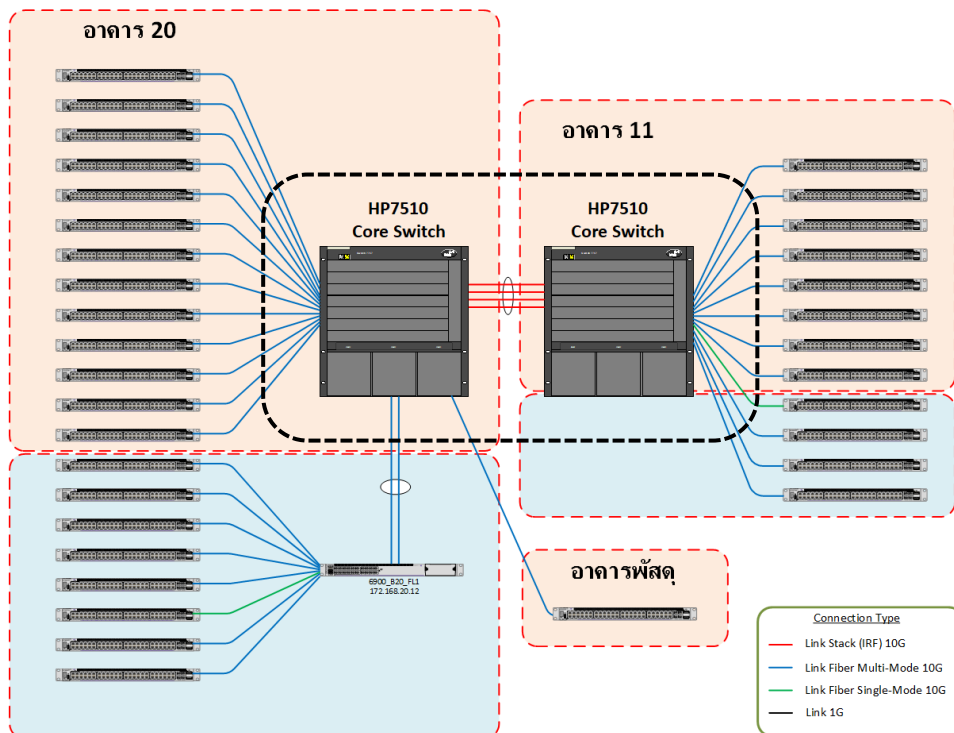 อาคาร 20
อาคาร 11
HP7510
Core Switch
HP7510
Core Switch
6900_B20_FL1
172.168.20.12
อาคารพัสดุ
Connection Type
Link Stack (IRF) 10G
Link Fiber Multi-Mode 10G
Link Fiber Single-Mode 10G
Link 1G